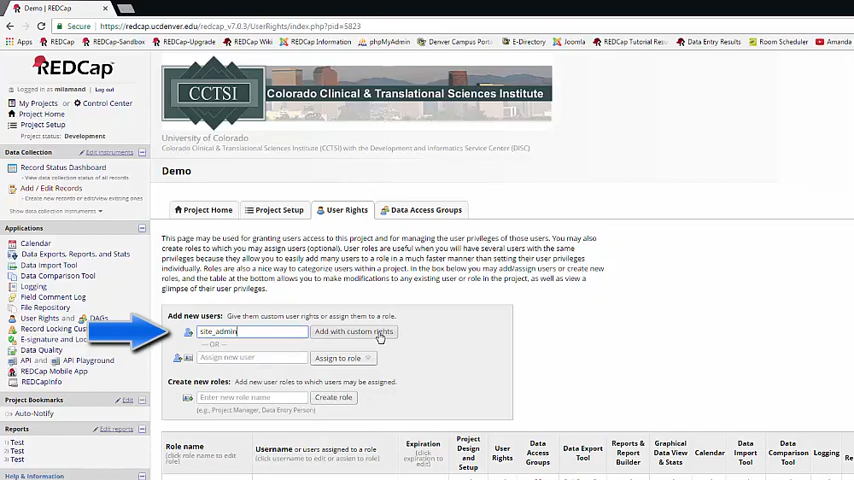 Demo | REDCap
Secure | https://redcap.ucdenver.edu/redcap_v7.0.3/UserRights/index.php?pid=5823
Apps REDCap REDCap-Sandbox REDCap-Upgrade REDCap Wiki REDCap Information phpMyAdmin Denver Campus Porta E-Directory Joomla REDCap Tutorial Resu Data Entry Results Room Scheduler Amanda
REDCap
Logged in as milamand | Log out
My Projects or Control Center
Project Home
Project Setup
Project status: Development
Data Collection Edit instruments
Record Status Dashboard
- View data collection status of all records
Add / Edit Records
- Create new records or edit/view existing ones
Show data collection instruments
Applications
Calendar
Data Exports, Reports, and Stats
Data Import Tool
Data Comparison Tool
Logging
Field Comment Log
File Repository
User Rights and DAGs
Record Locking Cus
E-signature and Loc
Data Quality
API and API Playground
REDCap Mobile App
REDCapInfo
Project Bookmarks Edit
Auto-Notify
Reports Edit reports
1) Test
2) Test
3) Test
Help & Information
CCTSI Colorado Clinical & Translational Sciences Institute
University of Colorado
Colorado Clinical & Translational Sciences Institute (CCTSI) with the Development and Informatics Service Center (DISC)
Demo
Project Home Project Setup User Rights Data Access Groups
This page may be used for granting users access to this project and for managing the user privileges of those users. You may also
create roles to which you may assign users (optional). User roles are useful when you will have several users with the same
privileges because they allow you to easily add many users to a role in a much faster manner than setting their user privileges
individually. Roles are also a nice way to categorize users within a project. In the box below you may add/assign users or create new
roles, and the table at the bottom allows you to make modifications to any existing user or role in the project, as well as view a
glimpse of their user privileges.
Add new users: Give them custom user rights or assign them to a role.
site_admin Add with custom rights
— OR —
Assign new user Assign to role
Create new roles: Add new user roles to which users may be assigned.
Enter new role name Create role
(e.g., Project Manager, Data Entry Person)
Role name
(click role name to edit role)
Username or users assigned to a role
(click username to edit or assign to role)
Expiration
(click expiration to edit)
Project Design and Setup
User Rights
Data Access Groups
Data Export Tool
Reports & Report Builder
Graphical Data View & Stats
Calendar
Data Import Tool
Data Comparison Tool
Logging